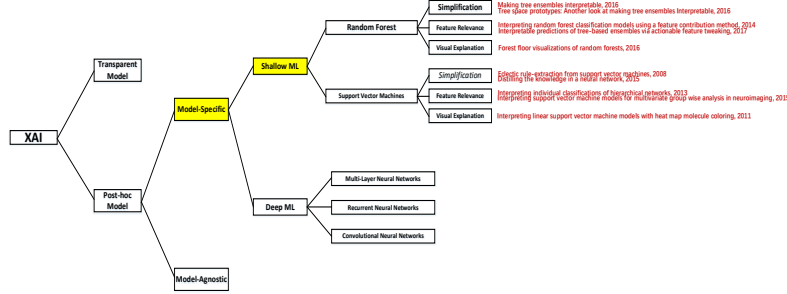 Simplification
Making tree ensembles interpretable, 2016
Tree space prototypes: Another look at making tree ensembles Interpretable, 2016
Random Forest
Feature Relevance
Interpreting random forest classification models using a feature contribution method, 2014
Interpretable predictions of tree-based ensembles via actionable feature tweaking, 2017
Visual Explanation
Forest floor visualizations of random forests, 2016
Transparent
Model
Shallow ML
Simplification
Eclectic rule-extraction from support vector machines, 2008
Distilling the knowledge in a neural network, 2015
Support Vector Machines
Feature Relevance
Interpreting individual classifications of hierarchical networks, 2013
Interpreting support vector machine models for multivariate group wise analysis in neuroimaging, 2015
Model-Specific
Visual Explanation
Interpreting linear support vector machine models with heat map molecule coloring, 2011
XAI
Post-hoc
Model
Deep ML
Multi-Layer Neural Networks
Recurrent Neural Networks
Convolutional Neural Networks
Model-Agnostic